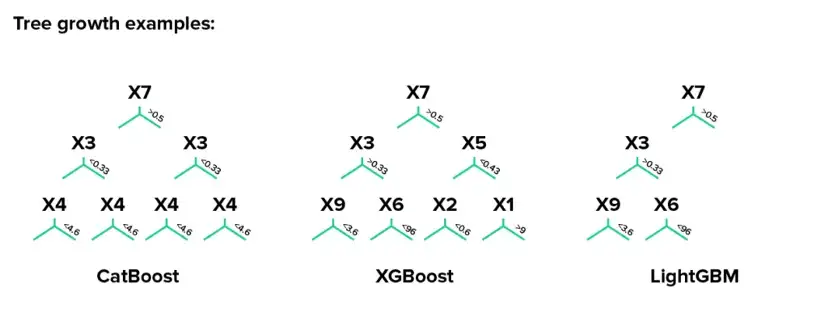 Tree growth examples:
X7 X7 X7
>0.5 >0.5 >0.5
X3 X3 X3 X5 X3
<0.33 <0.33 >0.33 <0.43 >0.33
X4 X4 X4 X4 X9 X6 X2 X1 X9 X6
<4.6 <4.6 <4.6 <4.6 <3.6 <96 <0.6 >9 <3.6 <96
CatBoost XGBoost LightGBM